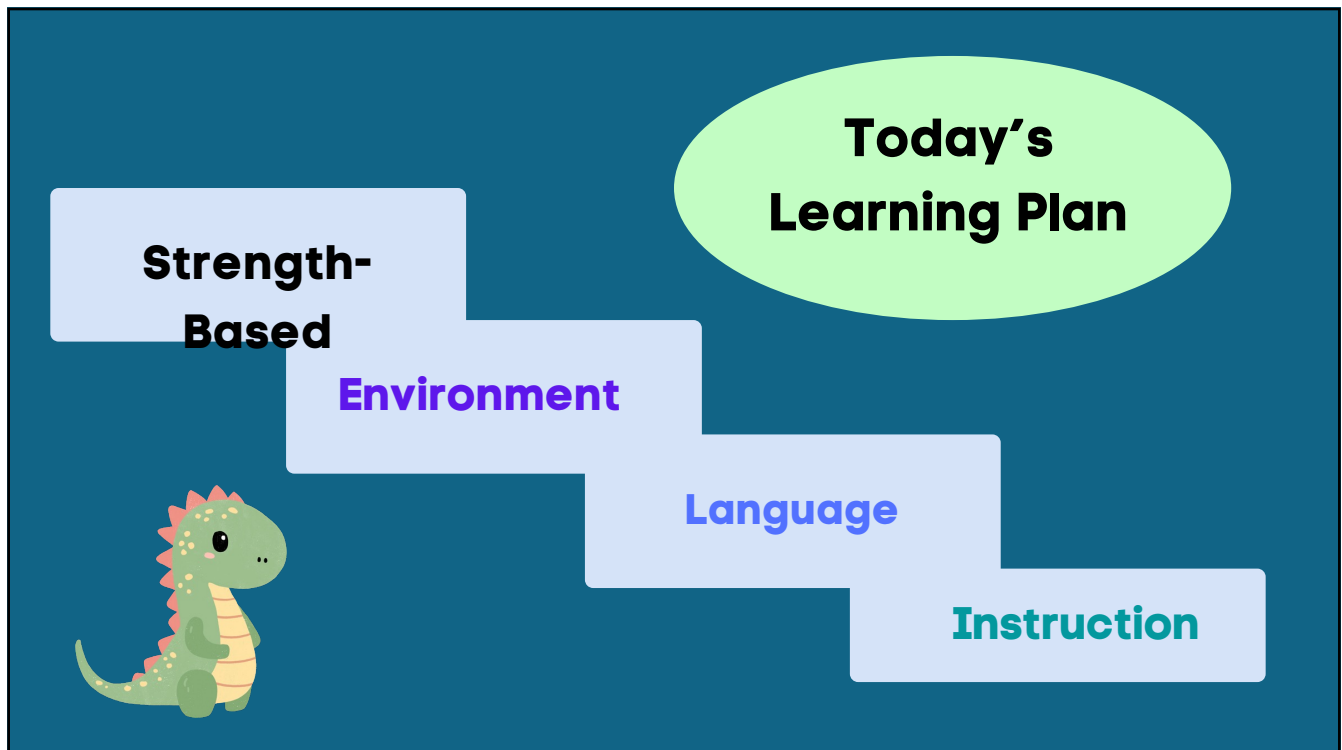 Today’s
Learning Plan
Strength-
Based
Environment
Language
Instruction